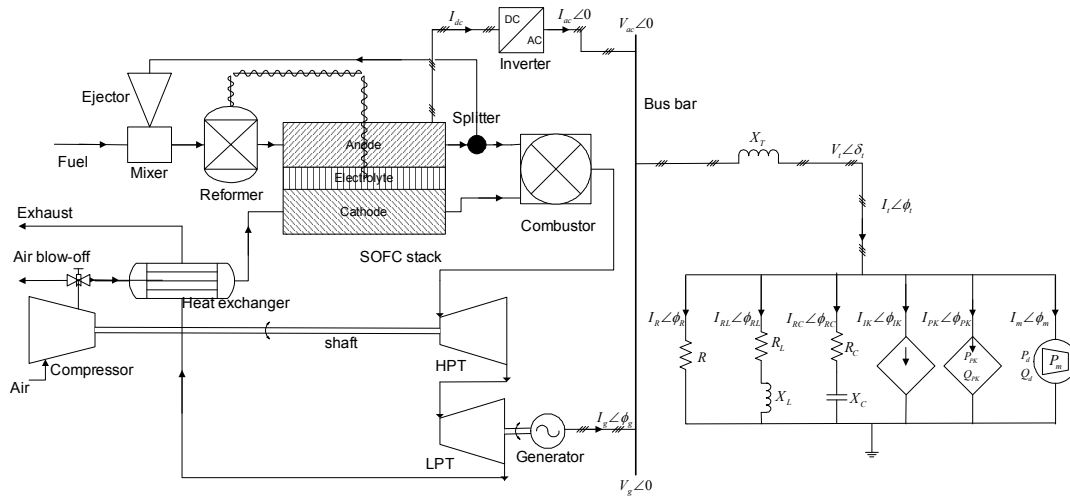 I_dc
DC
AC
I_ac∠0
V_ac∠0
Inverter
Ejector
Splitter
Bus bar
Anode
X_T
V_t∠δ_t
Fuel
Mixer
Electrolyte
Reformer
Cathode
Combustor
I_t∠ϕ_t
Exhaust
SOFC stack
Air blow-off
Heat exchanger
I_R∠ϕ_R
I_RL∠ϕ_RL
I_RC∠ϕ_RC
I_IK∠ϕ_IK
I_PK∠ϕ_PK
I_m∠ϕ_m
shaft
R
R_L
R_C
P_PK
Q_PK
P_d
Q_d
P_m
Compressor
HPT
Air
X_L
X_C
I_g∠ϕ_g
LPT
Generator
V_g∠0